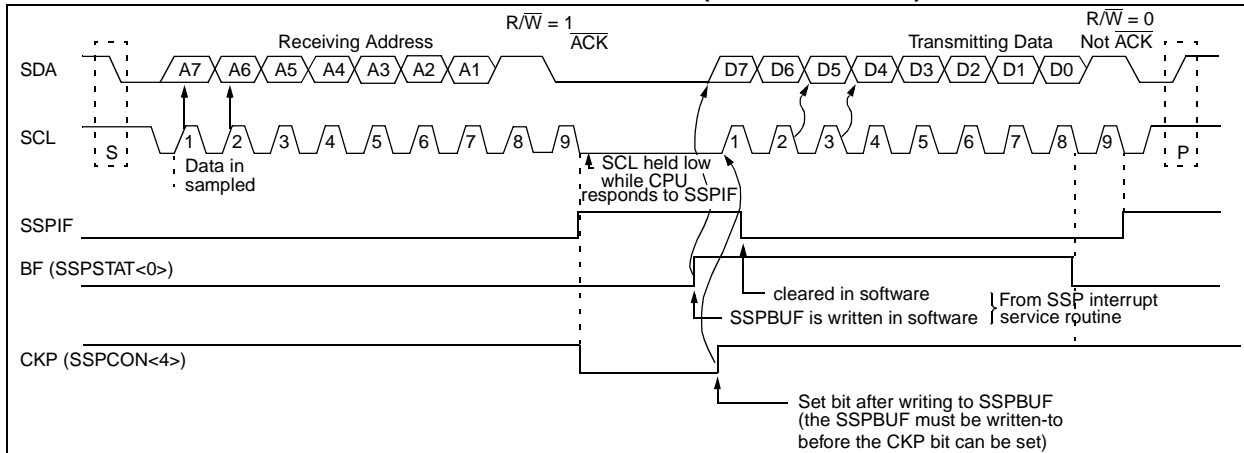 R/W = 1
ACK
R/W = 0
Receiving Address
Transmitting Data
Not ACK
SDA
A7 A6 A5 A4 A3 A2 A1
D7 D6 D5 D4 D3 D2 D1 D0
SCL
S
1 2 3 4 5 6 7 8 9
1 2 3 4 5 6 7 8 9
P
Data in
sampled
SCL held low
while CPU
responds to SSPIF
SSPIF
BF (SSPSTAT<0>)
cleared in software
SSPBUF is written in software
From SSP interrupt
service routine
CKP (SSPCON<4>)
Set bit after writing to SSPBUF
(the SSPBUF must be written-to
before the CKP bit can be set)